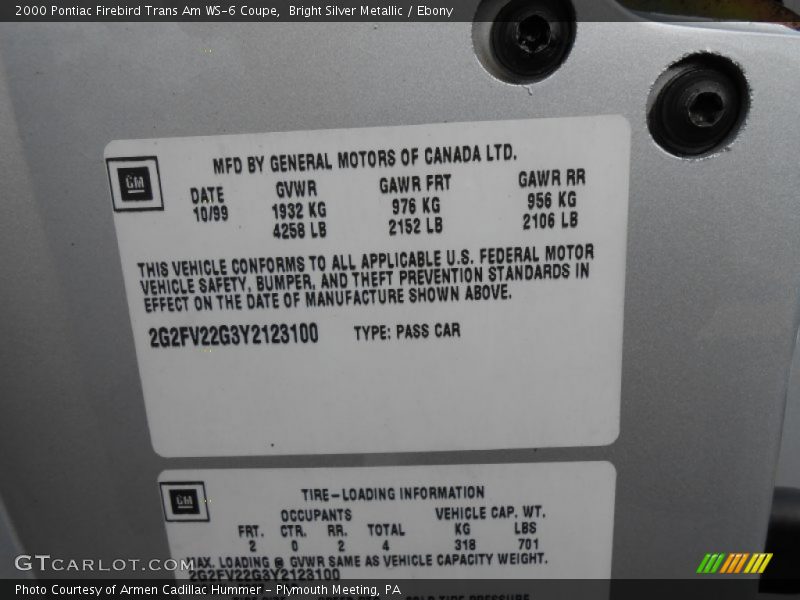 2000 Pontiac Firebird Trans Am WS-6 Coupe, Bright Silver Metallic / Ebony
GM
MFD BY GENERAL MOTORS OF CANADA LTD.
DATE GVWR GAWR FRT GAWR RR
10/99 1932 KG 976 KG 956 KG
4258 LB 2152 LB 2106 LB
THIS VEHICLE CONFORMS TO ALL APPLICABLE U.S. FEDERAL MOTOR
VEHICLE SAFETY, BUMPER, AND THEFT PREVENTION STANDARDS IN
EFFECT ON THE DATE OF MANUFACTURE SHOWN ABOVE.
2G2FV22G3Y2123100 TYPE: PASS CAR
GM
TIRE-LOADING INFORMATION
OCCUPANTS VEHICLE CAP. WT.
FRT. CTR. RR. TOTAL KG LBS
2 0 2 4 318 701
MAX. LOADING @ GVWR SAME AS VEHICLE CAPACITY WEIGHT.
2G2FV22G3Y2123100
COLD TIRE PRESSURE
GTCarLot.com
Photo Courtesy of Armen Cadillac Hummer - Plymouth Meeting, PA